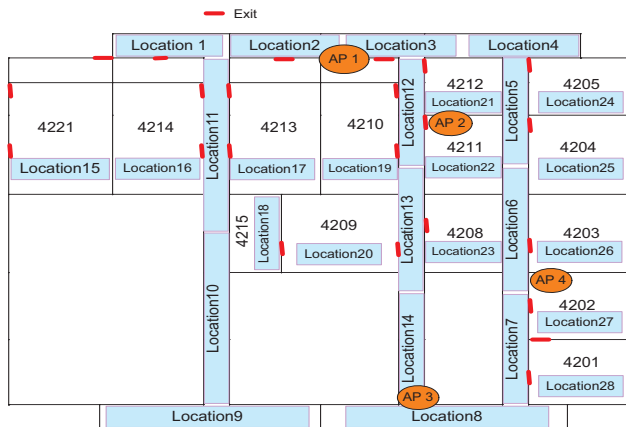 Exit
Location 1
Location2
Location3
Location4
AP 1
4221
4214
4213
4210
4212
4205
Location11
Location12
Location5
Location21
Location24
AP 2
4211
4204
Location15
Location16
Location17
Location19
Location22
Location25
4215
Location18
4209
Location20
Location13
4208
Location23
Location6
4203
Location26
AP 4
Location10
Location14
Location7
4202
Location27
4201
Location28
AP 3
Location9
Location8